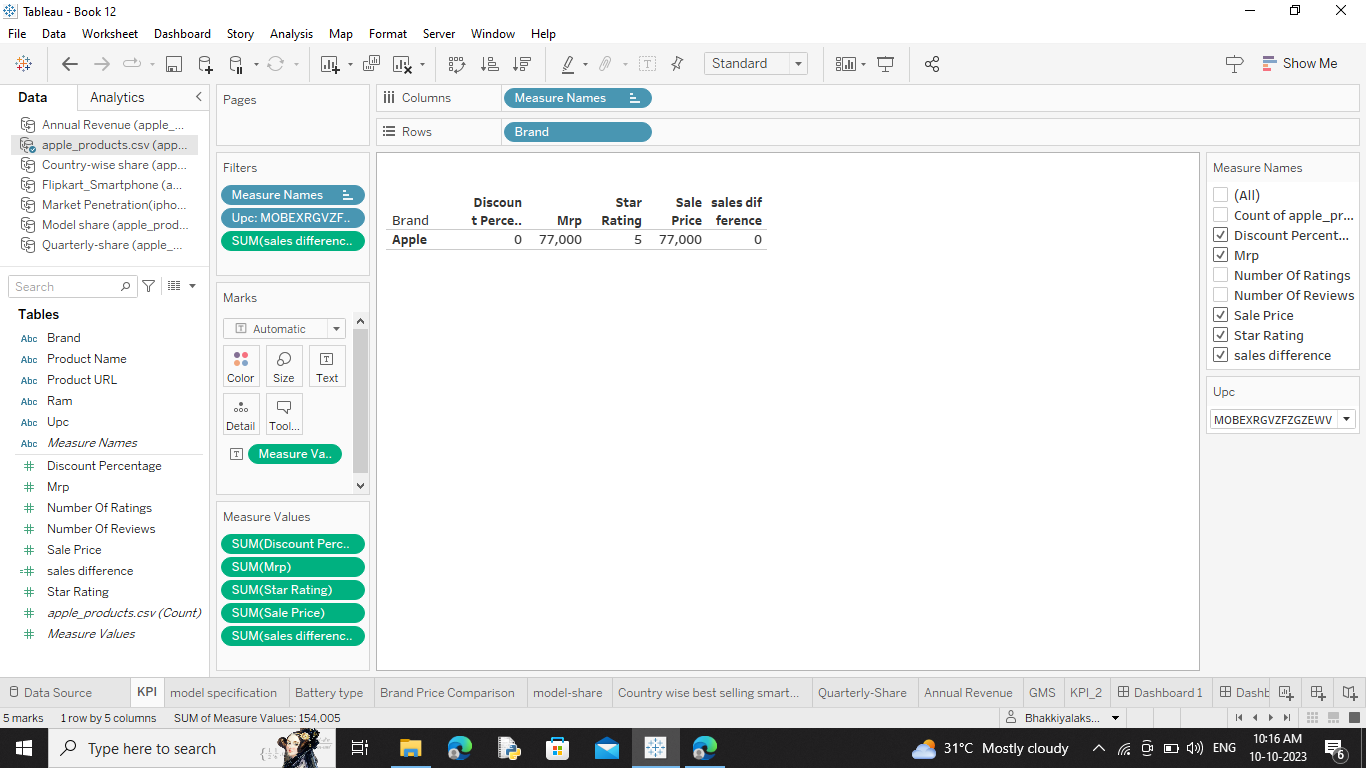 Tableau - Book 12
File Data Worksheet Dashboard Story Analysis Map Format Server Window Help
Standard
Show Me
Data Analytics
Annual Revenue (apple_...
apple_products.csv (app...
Country-wise share (app...
Flipkart_Smartphone (a...
Market Penetration(ipho...
Model share (apple_prod...
Quarterly-share (apple_...
Search
Tables
Abc Brand
Abc Product Name
Abc Product URL
Abc Ram
Abc Upc
Abc Measure Names
# Discount Percentage
# Mrp
# Number Of Ratings
# Number Of Reviews
# Sale Price
=# sales difference
# Star Rating
# apple_products.csv (Count)
# Measure Values
Pages
Filters
Measure Names
Upc: MOBEXRGVZF..
SUM(sales differenc..
Marks
T Automatic
Color Size Text
Detail Tool...
T Measure Va..
Measure Values
SUM(Discount Perc..
SUM(Mrp)
SUM(Star Rating)
SUM(Sale Price)
SUM(sales differenc..
Columns Measure Names
Rows Brand
Discoun Star Sale sales dif
Brand t Perce.. Mrp Rating Price ference
Apple 0 77,000 5 77,000 0
Measure Names
(All)
Count of apple_pr...
Discount Percent...
Mrp
Number Of Ratings
Number Of Reviews
Sale Price
Star Rating
sales difference
Upc
MOBEXRGVZFZGZEWV
Data Source KPI model specification Battery type Brand Price Comparison model-share Country wise best selling smart... Quarterly-Share Annual Revenue GMS KPI_2 Dashboard 1 Dashb
5 marks 1 row by 5 columns SUM of Measure Values: 154,005 Bhakkiyalaks...
Type here to search
31°C Mostly cloudy
ENG
10:16 AM
10-10-2023
6